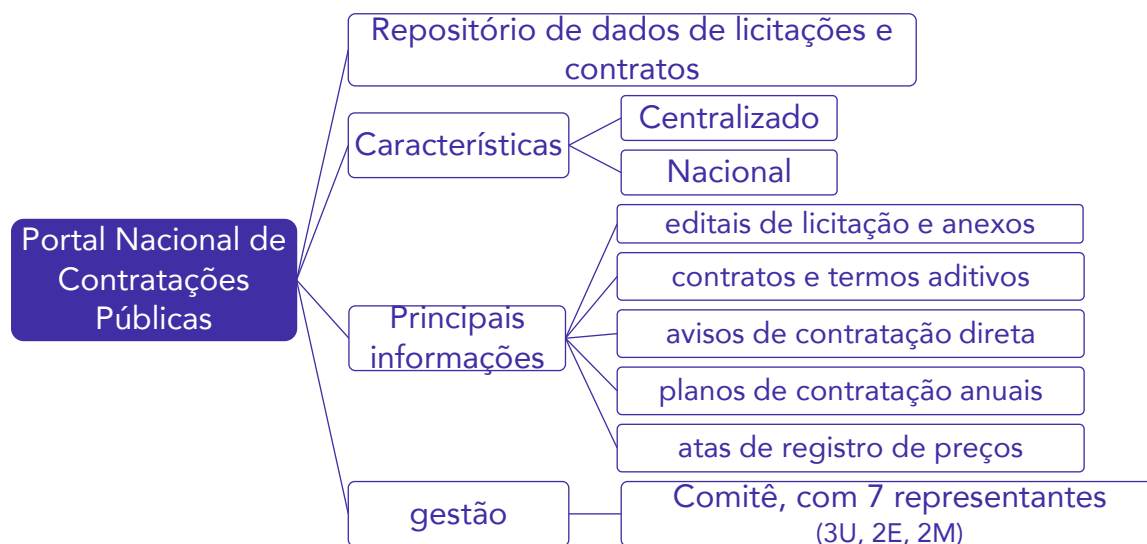 Portal Nacional de
Contratações
Públicas
Repositório de dados de licitações e
contratos
Características
Centralizado
Nacional
Principais
informações
editais de licitação e anexos
contratos e termos aditivos
avisos de contratação direta
planos de contratação anuais
atas de registro de preços
gestão
Comitê, com 7 representantes
(3U, 2E, 2M)